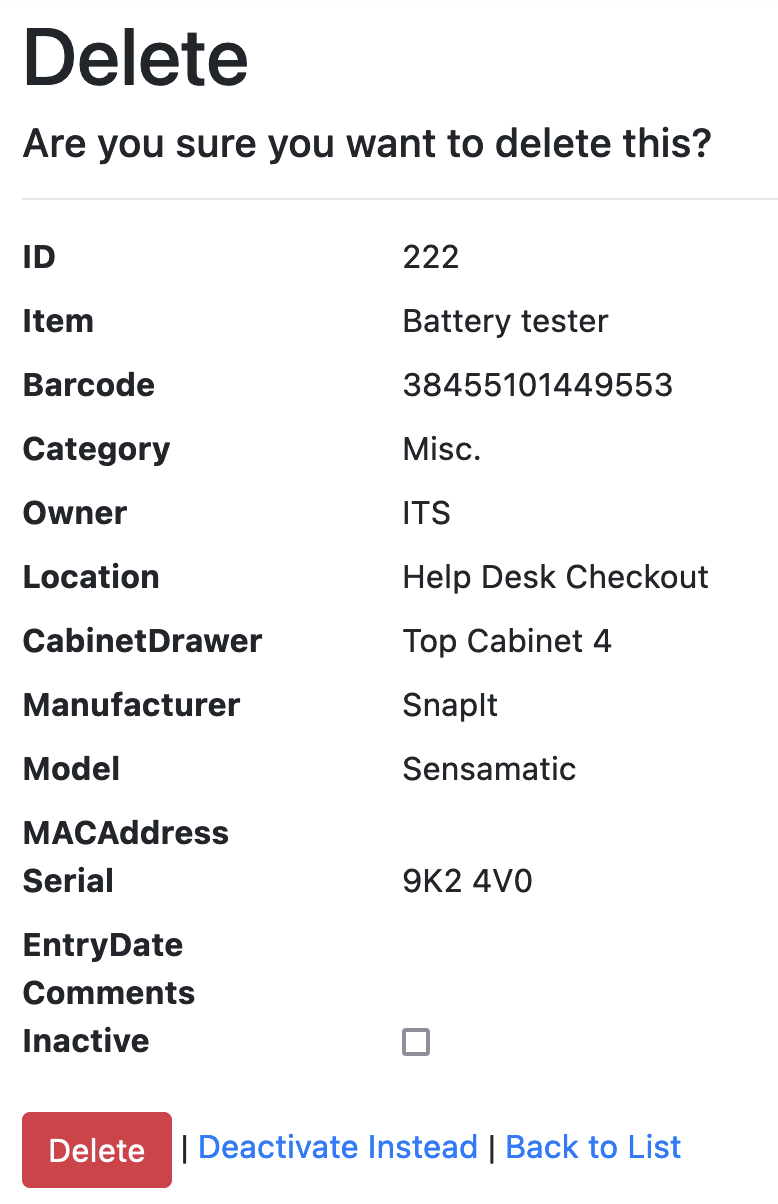 Delete
Are you sure you want to delete this?
ID 222
Item Battery tester
Barcode 38455101449553
Category Misc.
Owner ITS
Location Help Desk Checkout
CabinetDrawer Top Cabinet 4
Manufacturer SnapIt
Model Sensamatic
MACAddress
Serial 9K2 4V0
EntryDate
Comments
Inactive
Delete | Deactivate Instead | Back to List